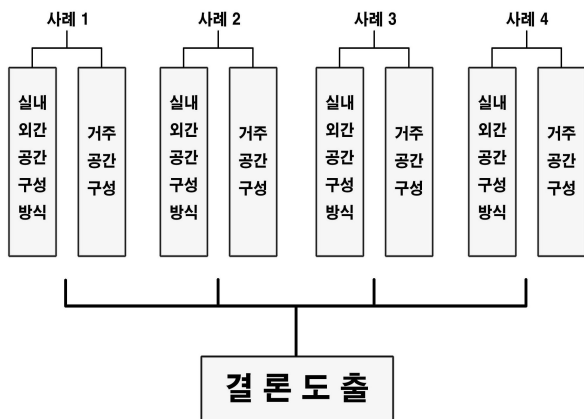 사례 1
실내
외간
공간
구성
방식
거주
공간
구성
사례 2
실내
외간
공간
구성
방식
거주
공간
구성
사례 3
실내
외간
공간
구성
방식
거주
공간
구성
사례 4
실내
외간
공간
구성
방식
거주
공간
구성
결 론 도 출